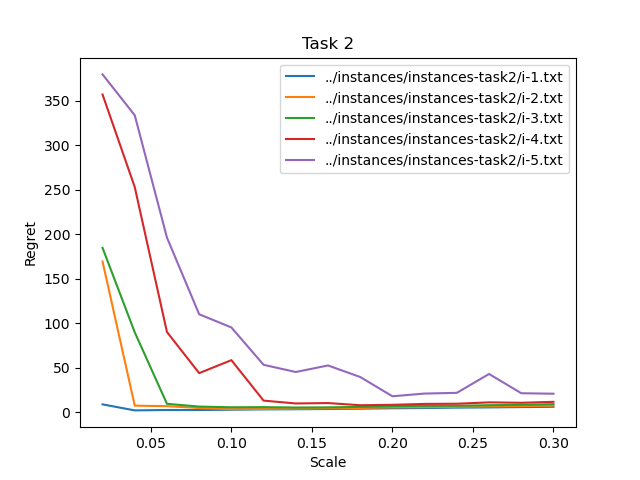 Task 2
../instances/instances-task2/i-1.txt
../instances/instances-task2/i-2.txt
../instances/instances-task2/i-3.txt
../instances/instances-task2/i-4.txt
../instances/instances-task2/i-5.txt
Regret
350
300
250
200
150
100
50
0
0.05 0.10 0.15 0.20 0.25 0.30
Scale